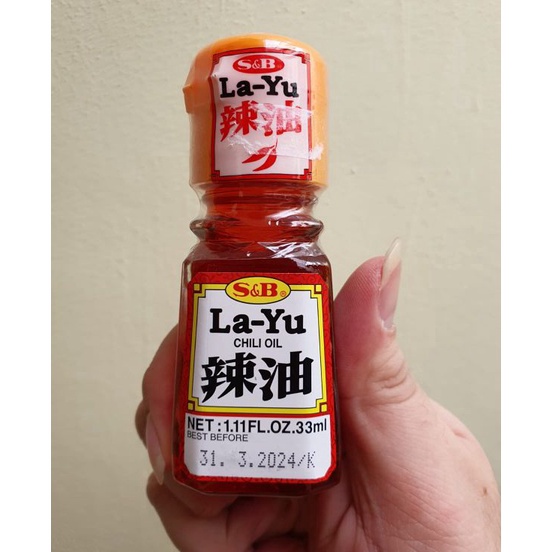 S&B
La-Yu
辣油
S&B®
La-Yu
CHILI OIL
辣油
NET:1.11FL.OZ.33ml
BEST BEFORE
31. 3.2024/K